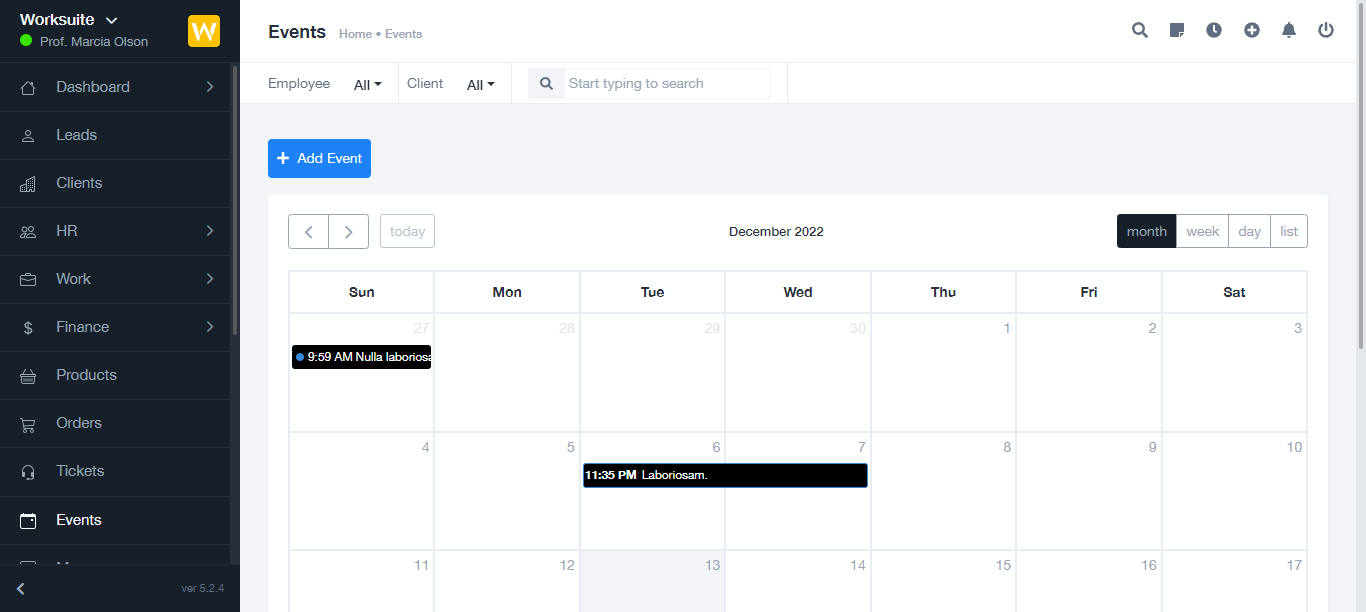 Worksuite
Prof. Marcia Olson
W
Dashboard
Leads
Clients
HR
Work
Finance
Products
Orders
Tickets
Events
ver 5.2.4
Events
Home • Events
Employee All Client All Start typing to search
Add Event
today
December 2022
month week day list
Sun Mon Tue Wed Thu Fri Sat
27 28 29 30 1 2 3
9:59 AM Nulla laborios
4 5 6 7 8 9 10
11:35 PM Laboriosam.
11 12 13 14 15 16 17